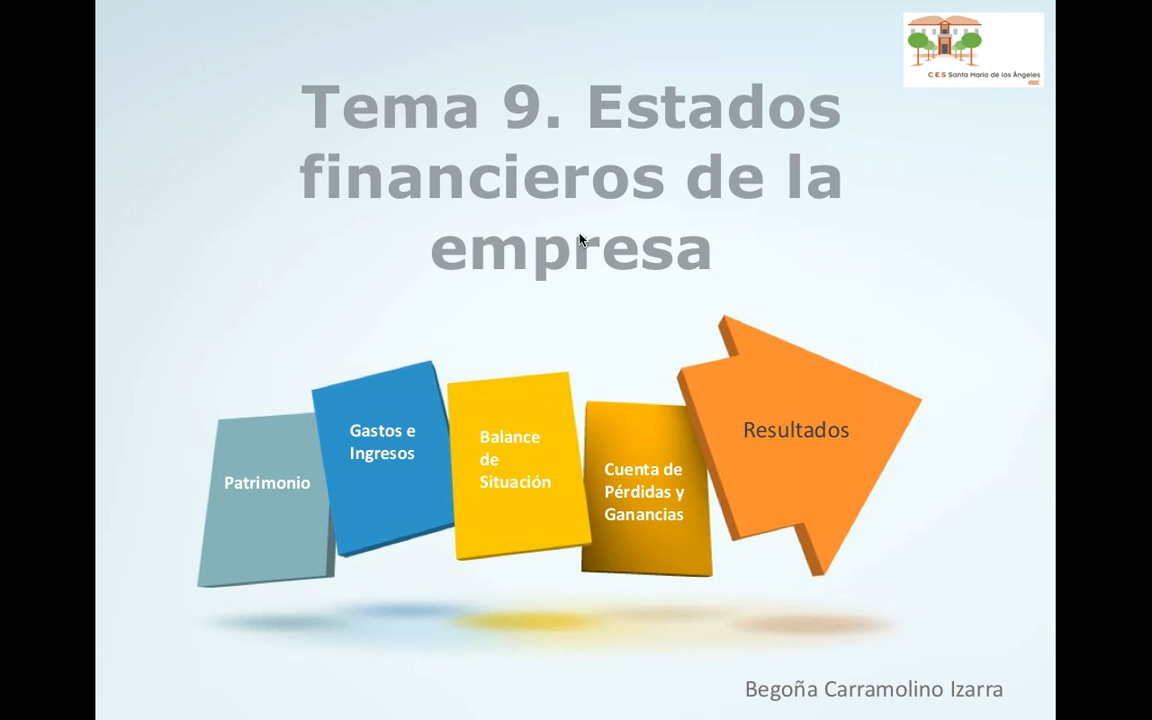 C E S Santa María de los Ángeles
Tema 9. Estados
financieros de la
empresa
Patrimonio
Gastos e
Ingresos
Balance
de
Situación
Cuenta de
Pérdidas y
Ganancias
Resultados
Begoña Carramolino Izarra